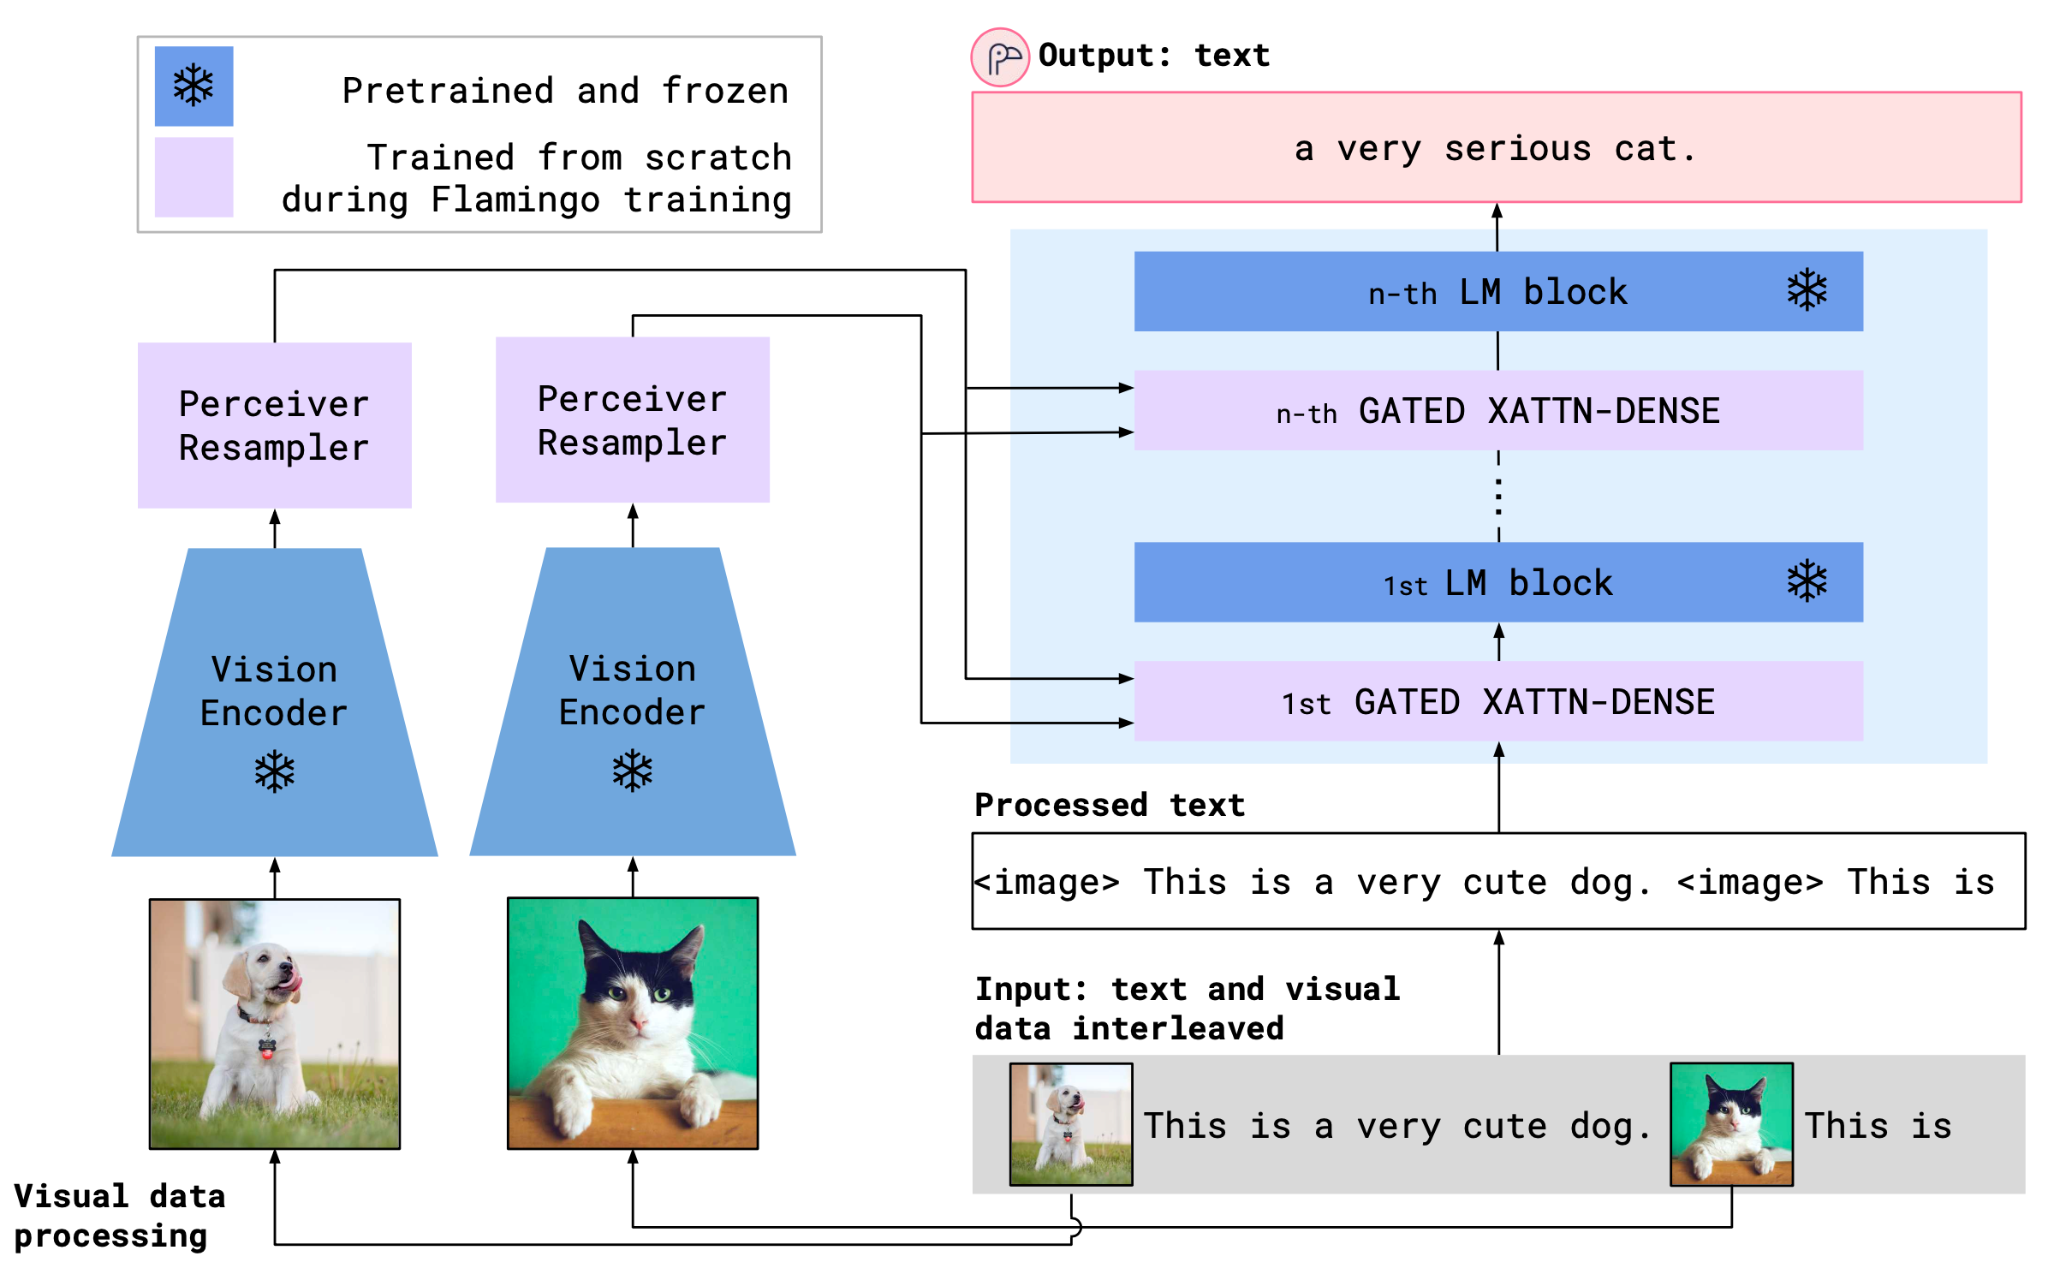 Pretrained and frozen
Trained from scratch
during Flamingo training
Output: text
a very serious cat.
n-th LM block
n-th GATED XATTN-DENSE
1st LM block
1st GATED XATTN-DENSE
Perceiver
Resampler
Perceiver
Resampler
Vision
Encoder
Vision
Encoder
Processed text
<image> This is a very cute dog. <image> This is
Input: text and visual
data interleaved
This is a very cute dog.
This is
Visual data
processing